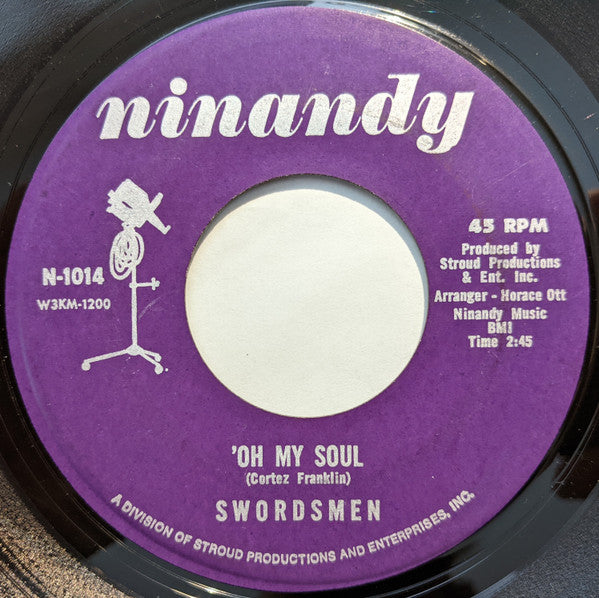 ninandy
N-1014
W3KM-1200
45 RPM
Produced by
Stroud Productions
& Ent. Inc.
Arranger - Horace Ott
Ninandy Music
BMI
Time 2:45
'OH MY SOUL
(Cortez Franklin)
SWORDSMEN
A DIVISION OF STROUD PRODUCTIONS AND ENTERPRISES, INC.